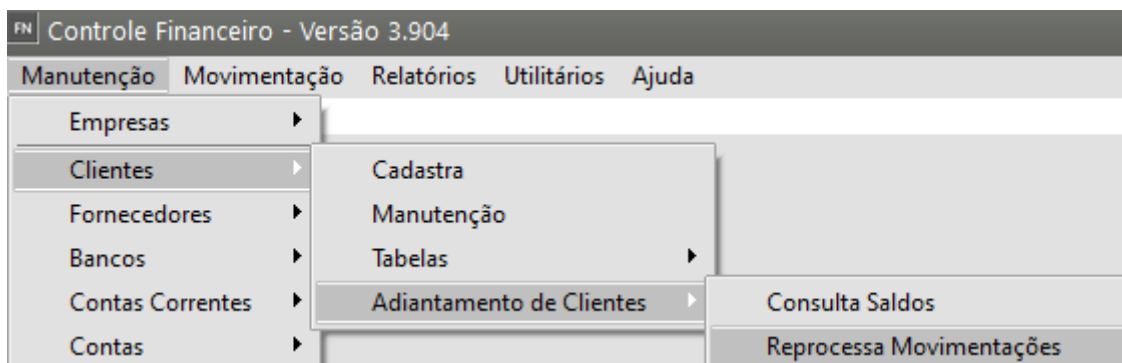 FN Controle Financeiro - Versão 3.904
Manutenção Movimentação Relatórios Utilitários Ajuda
Empresas
Clientes Cadastra
Fornecedores Manutenção
Bancos Tabelas
Contas Correntes Adiantamento de Clientes Consulta Saldos
Contas Reprocessa Movimentações